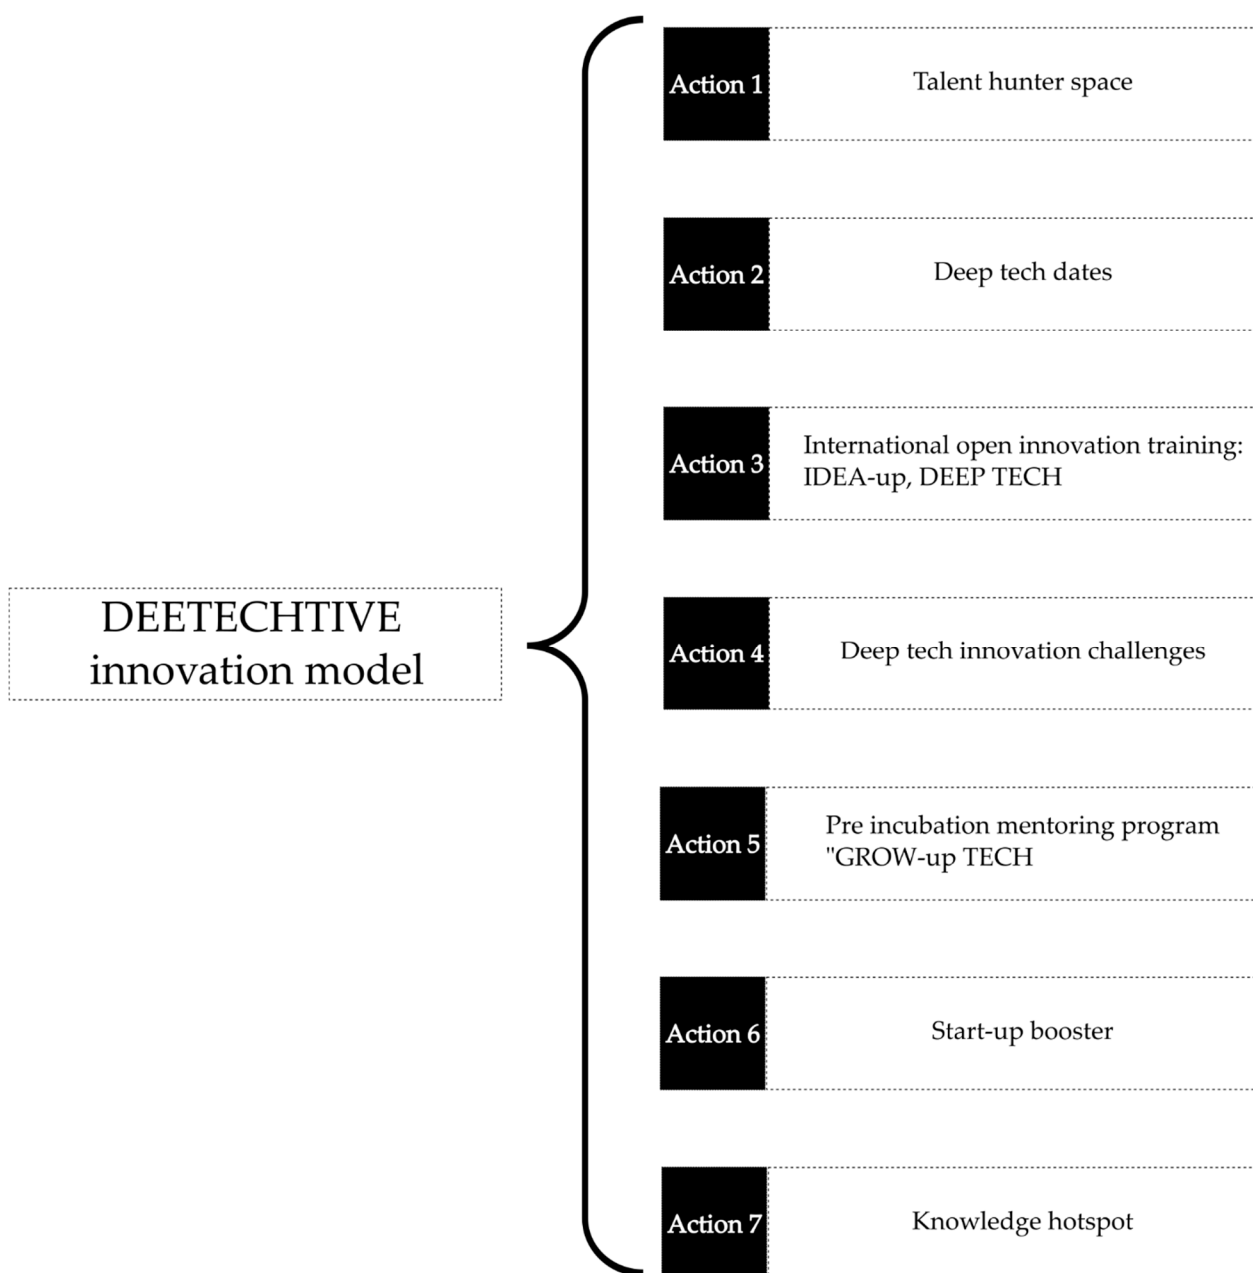 Action 1
Talent hunter space
Action 2
Deep tech dates
Action 3
International open innovation training:
IDEA-up, DEEP TECH
DEETECHTIVE
innovation model
Action 4
Deep tech innovation challenges
Action 5
Pre incubation mentoring program
"GROW-up TECH
Action 6
Start-up booster
Action 7
Knowledge hotspot